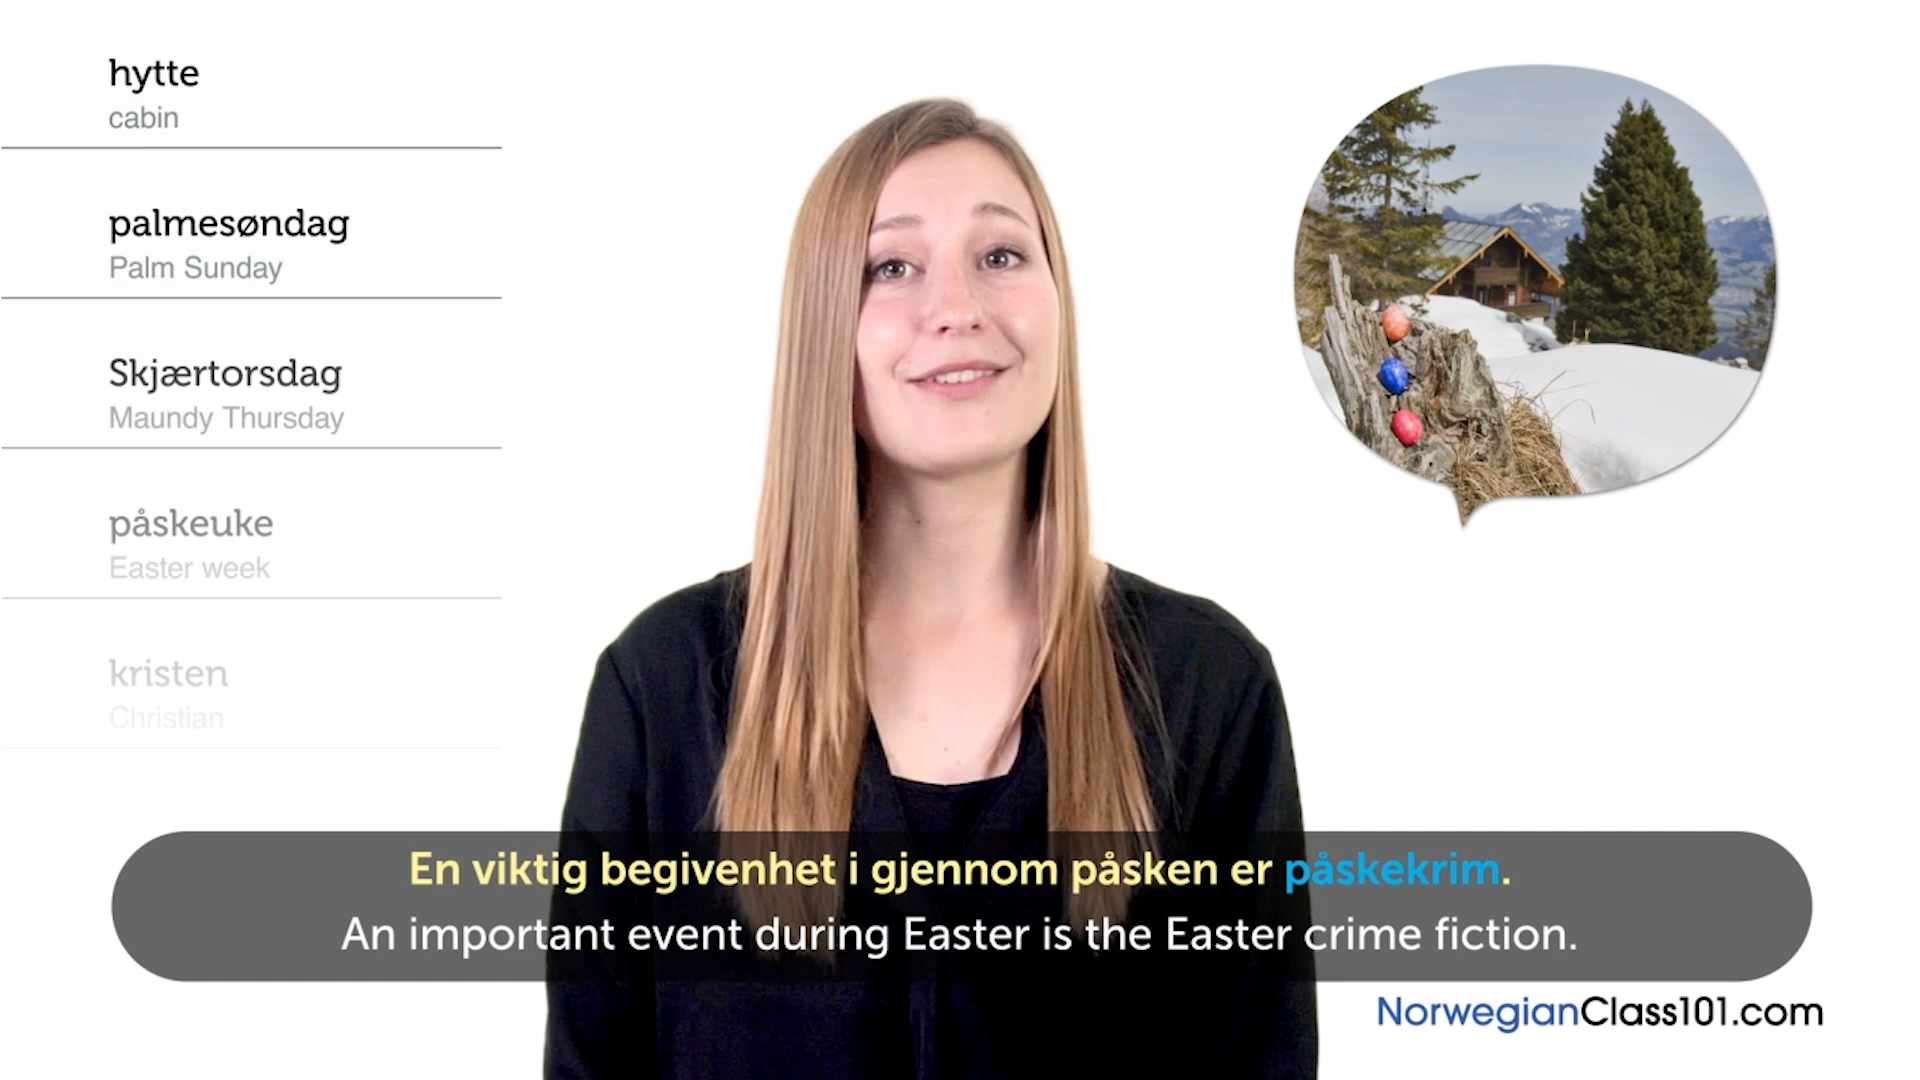 hytte
cabin
palmesøndag
Palm Sunday
Skjærtorsdag
Maundy Thursday
påskeuke
Easter week
kristen
Christian
En viktig begivenhet i gjennom påsken er påskekrim.
An important event during Easter is the Easter crime fiction.
NorwegianClass101.com